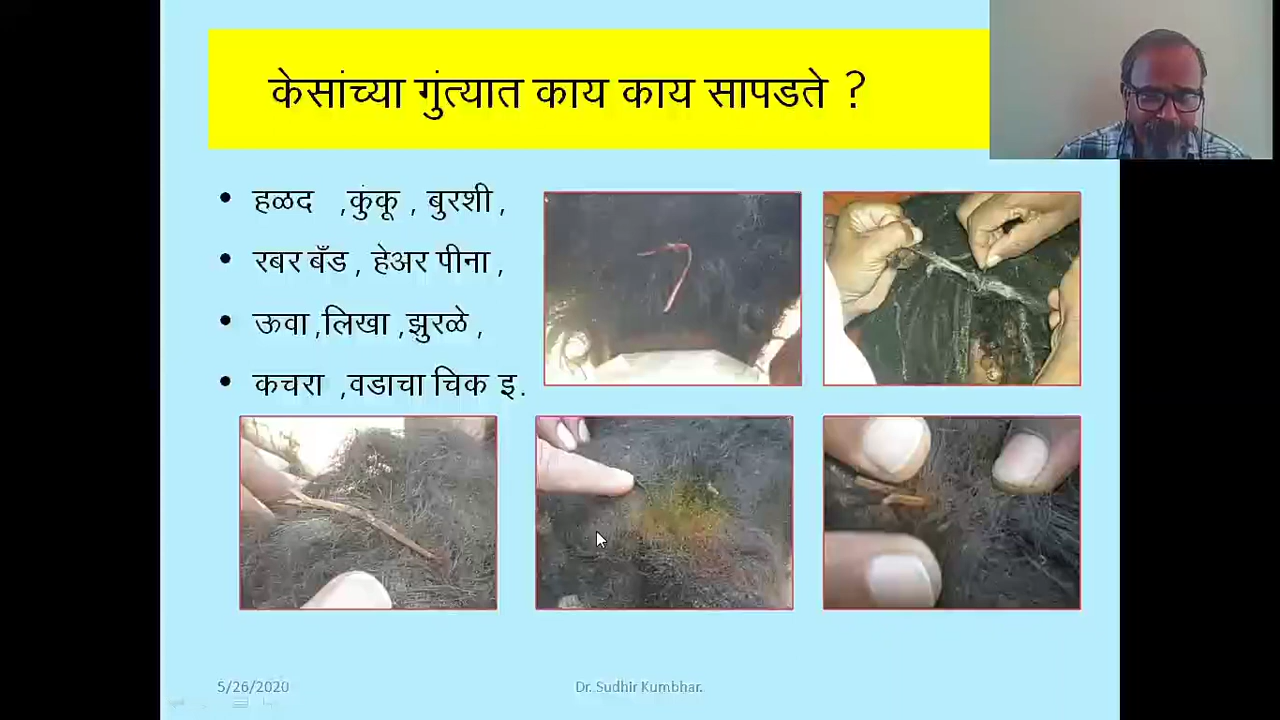 केसांच्या गुंत्यात काय काय सापडते ?
• हळद ,कुंकू , बुरशी ,
• रबर बँड , हेअर पीना ,
• ऊवा ,लिखा ,झुरळे ,
• कचरा ,वडाचा चिक इ.
5/26/2020
Dr. Sudhir Kumbhar.